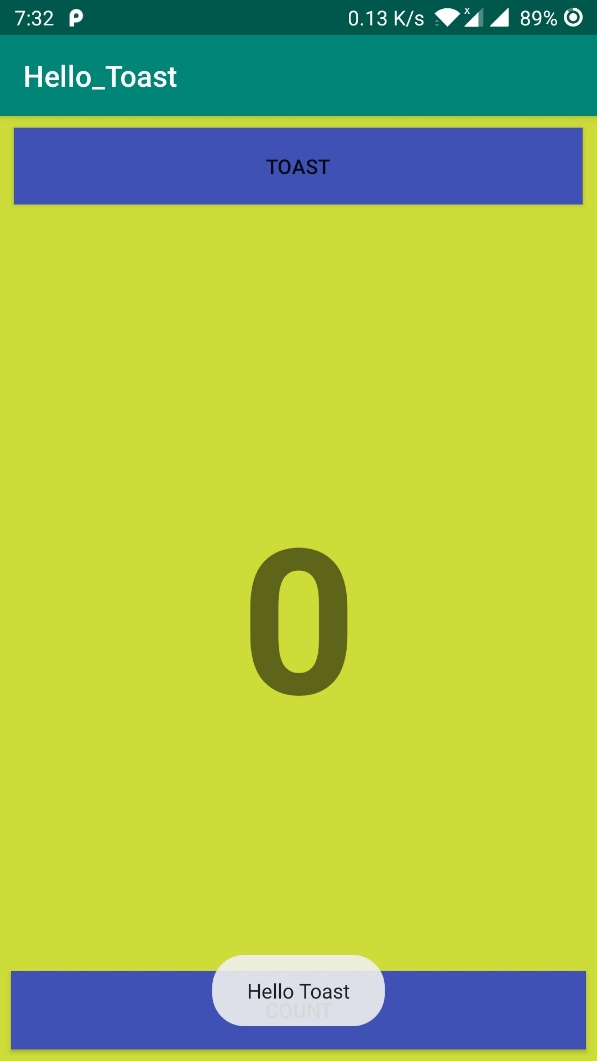 7:32 0.13 K/s x 89%
Hello_Toast
TOAST
0
Hello Toast
COUNT